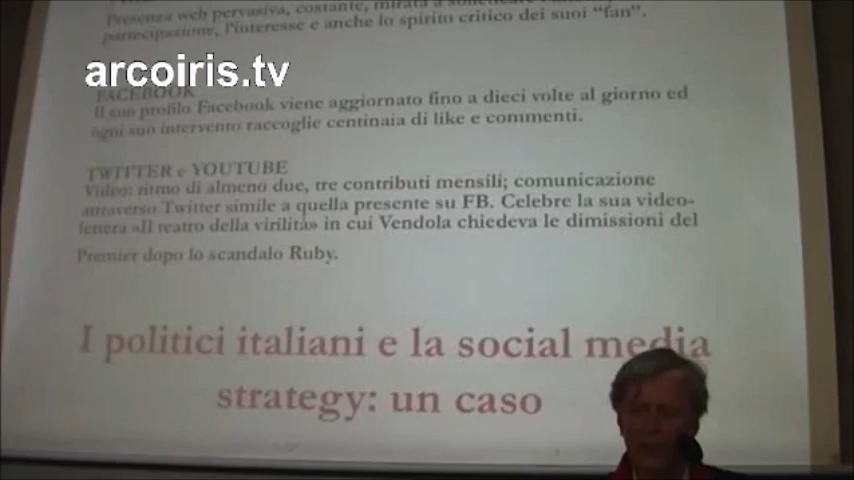 Presenza web pervasiva, costante, mirata a
partecipazione, l'interesse e anche lo spirito critico dei suoi "fan".
arcoiris.tv
FACEBOOK
Il suo profilo Facebook viene aggiornato fino a dieci volte al giorno ed
ogni suo intervento raccoglie centinaia di like e commenti.
TWITTER e YOUTUBE
Video: ritmo di almeno due, tre contributi mensili; comunicazione
attraverso Twitter simile a quella presente su FB. Celebre la sua video-
lettera «Il teatro della virilità» in cui Vendola chiedeva le dimissioni del
Premier dopo lo scandalo Ruby.
I politici italiani e la social media
strategy: un caso